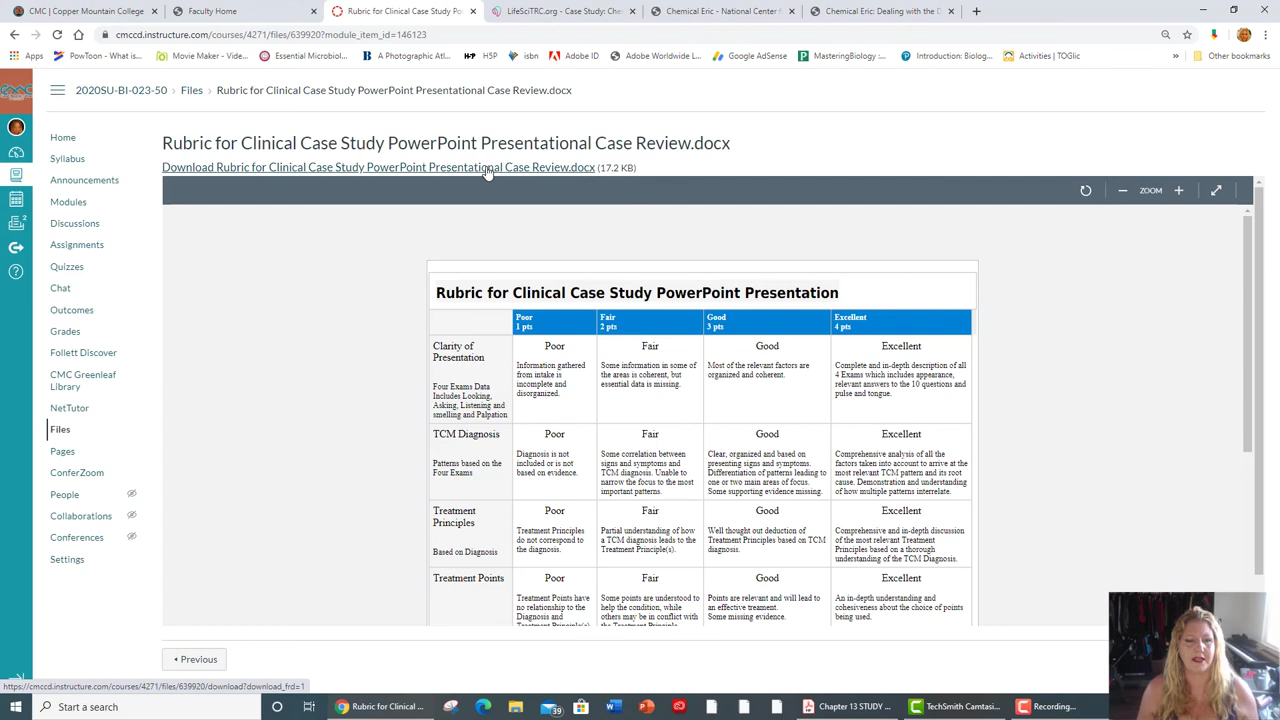 CMC | Copper Mountain College
Faculty Home
Rubric for Clinical Case Study Po
LifeSciTRC.org - Case Study: Che
Chemical Eric - National Center f
Chemical Eric: Dealing with the D
cmccd.instructure.com/courses/4271/files/639920?module_item_id=146123
Apps
PowToon - What is...
Movie Maker - Video...
Essential Microbiol...
A Photographic Atl...
H5P
isbn
Adobe ID
Adobe Worldwide L...
Google AdSense
MasteringBiology:...
Introduction: Biolog...
Activities | TOGlic
»
Other bookmarks
2020SU-BI-023-50 > Files > Rubric for Clinical Case Study PowerPoint Presentational Case Review.docx
Home
Syllabus
Announcements
Modules
Discussions
Assignments
Quizzes
Chat
Outcomes
Grades
Follett Discover
CMC Greenleaf
Library
NetTutor
Files
Pages
ConferZoom
People
Collaborations
Conferences
Settings
Rubric for Clinical Case Study PowerPoint Presentational Case Review.docx
Download Rubric for Clinical Case Study PowerPoint Presentational Case Review.docx (17.2 KB)
ZOOM
Rubric for Clinical Case Study PowerPoint Presentation
Poor
1 pts
Fair
2 pts
Good
3 pts
Excellent
4 pts
Clarity of
Presentation
Four Exams Data
Includes Looking,
Asking, Listening and
smelling and Palpation
Poor
Information gathered
from intake is
incomplete and
disorganized.
Fair
Some information in some of
the areas is coherent, but
essential data is missing.
Good
Most of the relevant factors are
organized and coherent.
Excellent
Complete and in-depth description of all
4 Exams which includes appearance,
relevant answers to the 10 questions and
pulse and tongue.
TCM Diagnosis
Patterns based on the
Four Exams
Poor
Diagnosis is not
included or is not
based on evidence.
Fair
Some correlation between
signs and symptoms and
TCM diagnosis. Unable to
narrow the focus to the most
important patterns.
Good
Clear, organized and based on
presenting signs and symptoms.
Differentiation of patterns leading to
one or two main areas of focus.
Some supporting evidence missing.
Excellent
Comprehensive analysis of all the
factors taken into account to arrive at the
most relevant TCM pattern and its root
cause. Demonstration and understanding
of how multiple patterns interrelate.
Treatment
Principles
Based on Diagnosis
Poor
Treatment Principles
do not correspond to
the diagnosis.
Fair
Partial understanding of how
a TCM diagnosis leads to the
Treatment Principle(s).
Good
Well thought out deduction of
Treatment Principles based on TCM
diagnosis.
Excellent
Comprehensive and in-depth discussion
of the most relevant Treatment
Principles based on a thorough
understanding of the TCM Diagnosis.
Treatment Points
Poor
Treatment Points have
no relationship to the
Diagnosis and
Treatment Principle(s).
Fair
Some points are understood to
help the condition, while
others may be in conflict with
the Treatment Principle.
Good
Points are relevant and will lead to
an effective treament.
Some missing evidence.
Excellent
An in-depth understanding and
cohesiveness about the choice of points
being used.
Previous
https://cmccd.instructure.com/courses/4271/files/639920/download?download_frd=1
Start a search
Rubric for Clinical ...
39
Chapter 13 STUDY ...
TechSmith Camtasi...
Recording...